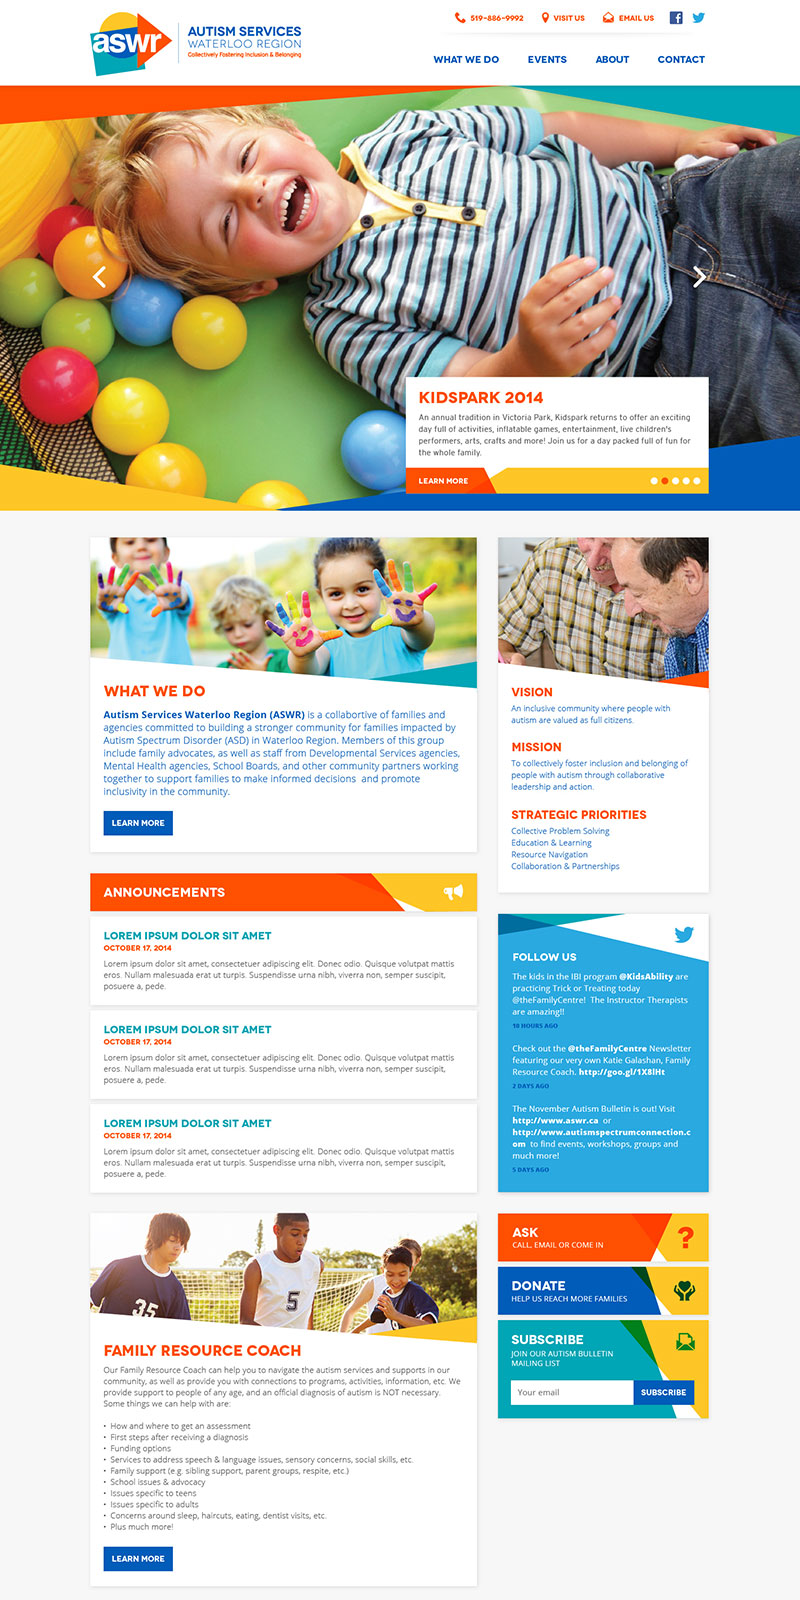 aswr
AUTISM SERVICES
WATERLOO REGION
Collectively Fostering Inclusion & Belonging
519-886-9992 VISIT US EMAIL US
WHAT WE DO EVENTS ABOUT CONTACT
KIDSPARK 2014
An annual tradition in Victoria Park, Kidspark returns to offer an exciting
day full of activities, inflatable games, entertainment, live children's
performers, arts, crafts and more! Join us for a day packed full of fun for
the whole family.
LEARN MORE
WHAT WE DO
Autism Services Waterloo Region (ASWR) is a collabortive of families and
agencies committed to building a stronger community for families impacted by
Autism Spectrum Disorder (ASD) in Waterloo Region. Members of this group
include family advocates, as well as staff from Developmental Services agencies,
Mental Health agencies, School Boards, and other community partners working
together to support families to make informed decisions and promote
inclusivity in the community.
LEARN MORE
VISION
An inclusive community where people with
autism are valued as full citizens.
MISSION
To collectively foster inclusion and belonging of
people with autism through collaborative
leadership and action.
STRATEGIC PRIORITIES
Collective Problem Solving
Education & Learning
Resource Navigation
Collaboration & Partnerships
ANNOUNCEMENTS
LOREM IPSUM DOLOR SIT AMET
OCTOBER 17, 2014
Lorem ipsum dolor sit amet, consectetuer adipiscing elit. Donec odio. Quisque volutpat mattis
eros. Nullam malesuada erat ut turpis. Suspendisse urna nibh, viverra non, semper suscipit,
posuere a, pede.
LOREM IPSUM DOLOR SIT AMET
OCTOBER 17, 2014
Lorem ipsum dolor sit amet, consectetuer adipiscing elit. Donec odio. Quisque volutpat mattis
eros. Nullam malesuada erat ut turpis. Suspendisse urna nibh, viverra non, semper suscipit,
posuere a, pede.
LOREM IPSUM DOLOR SIT AMET
OCTOBER 17, 2014
Lorem ipsum dolor sit amet, consectetuer adipiscing elit. Donec odio. Quisque volutpat mattis
eros. Nullam malesuada erat ut turpis. Suspendisse urna nibh, viverra non, semper suscipit,
posuere a, pede.
FOLLOW US
The kids in the IBI program @KidsAbility are
practicing Trick or Treating today
@theFamilyCentre! The Instructor Therapists
are amazing!!
18 HOURS AGO
Check out the @theFamilyCentre Newsletter
featuring our very own Katie Galashan, Family
Resource Coach. http://goo.gl/1X8lHt
2 DAYS AGO
The November Autism Bulletin is out! Visit
http://www.aswr.ca or
http://www.autismspectrumconnection.c
om to find events, workshops, groups and
much more!
5 DAYS AGO
35
5
FAMILY RESOURCE COACH
Our Family Resource Coach can help you to navigate the autism services and supports in our
community, as well as provide you with connections to programs, activities, information, etc. We
provide support to people of any age, and an official diagnosis of autism is NOT necessary.
Some things we can help with are:
• How and where to get an assessment
• First steps after receiving a diagnosis
• Funding options
• Services to address speech & language issues, sensory concerns, social skills, etc.
• Family support (e.g. sibling support, parent groups, respite, etc.)
• School issues & advocacy
• Issues specific to teens
• Issues specific to adults
• Concerns around sleep, haircuts, eating, dentist visits, etc.
• Plus much more!
LEARN MORE
ASK
CALL, EMAIL OR COME IN
?
DONATE
HELP US REACH MORE FAMILIES
SUBSCRIBE
JOIN OUR AUTISM BULLETIN
MAILING LIST
Your email SUBSCRIBE